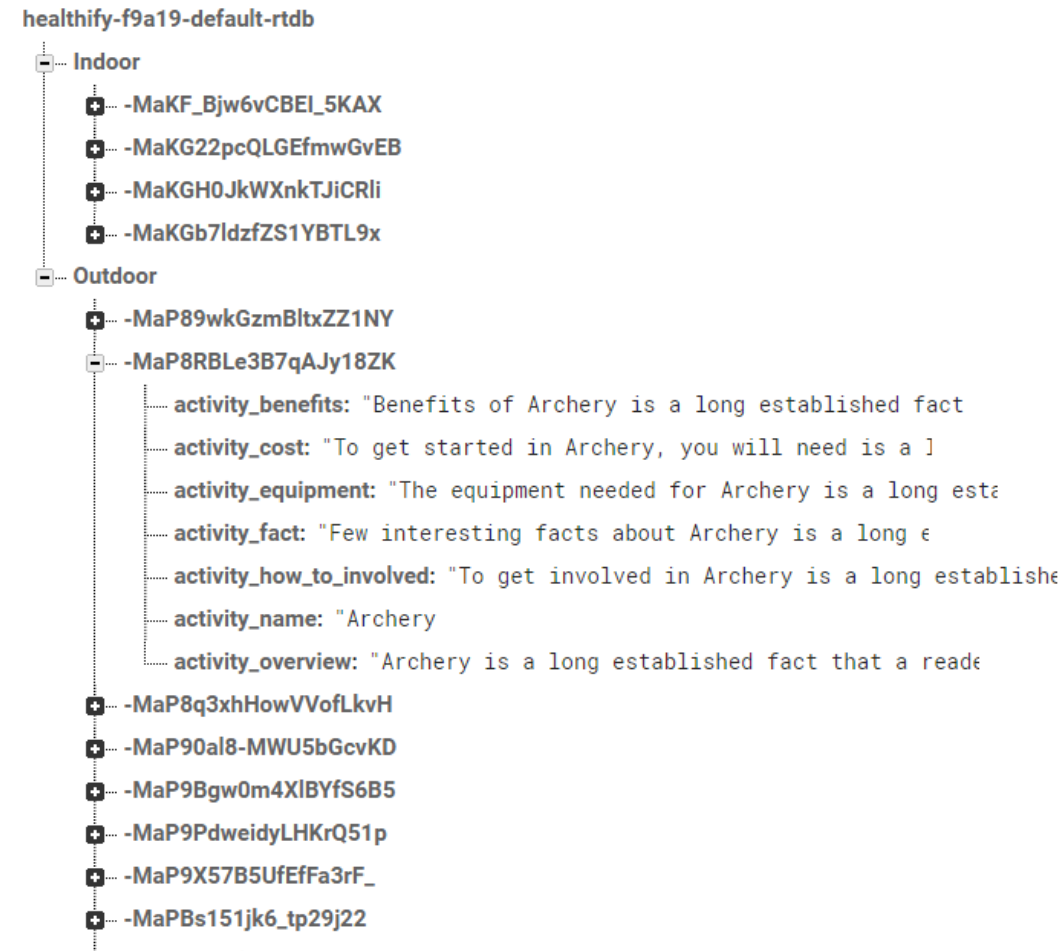 healthify-f9a19-default-rtdb
Indoor
-MaKF_Bjw6vCBEI_5KAX
-MaKG22pcQLGEfmwGvEB
-MaKGH0JkWXnkTJiCRli
-MaKGb7ldzfZS1YBTL9x
Outdoor
-MaP89wkGzmBltxZZ1NY
-MaP8RBLe3B7qAJy18ZK
activity_benefits: "Benefits of Archery is a long established fact
activity_cost: "To get started in Archery, you will need is a
activity_equipment: "The equipment needed for Archery is a long esta
activity_fact: "Few interesting facts about Archery is a long
activity_how_to_involved: "To get involved in Archery is a long establishe
activity_name: "Archery
activity_overview: "Archery is a long established fact that a reade
-MaP8q3xhHowVVofLkvH
-MaP90al8-MWU5bGcvKD
-MaP9Bgw0m4XlBYfS6B5
-MaP9PdweidyLHKrQ51p
-MaP9X57B5UfEfFa3rF_
-MaPBs151jk6_tp29j22